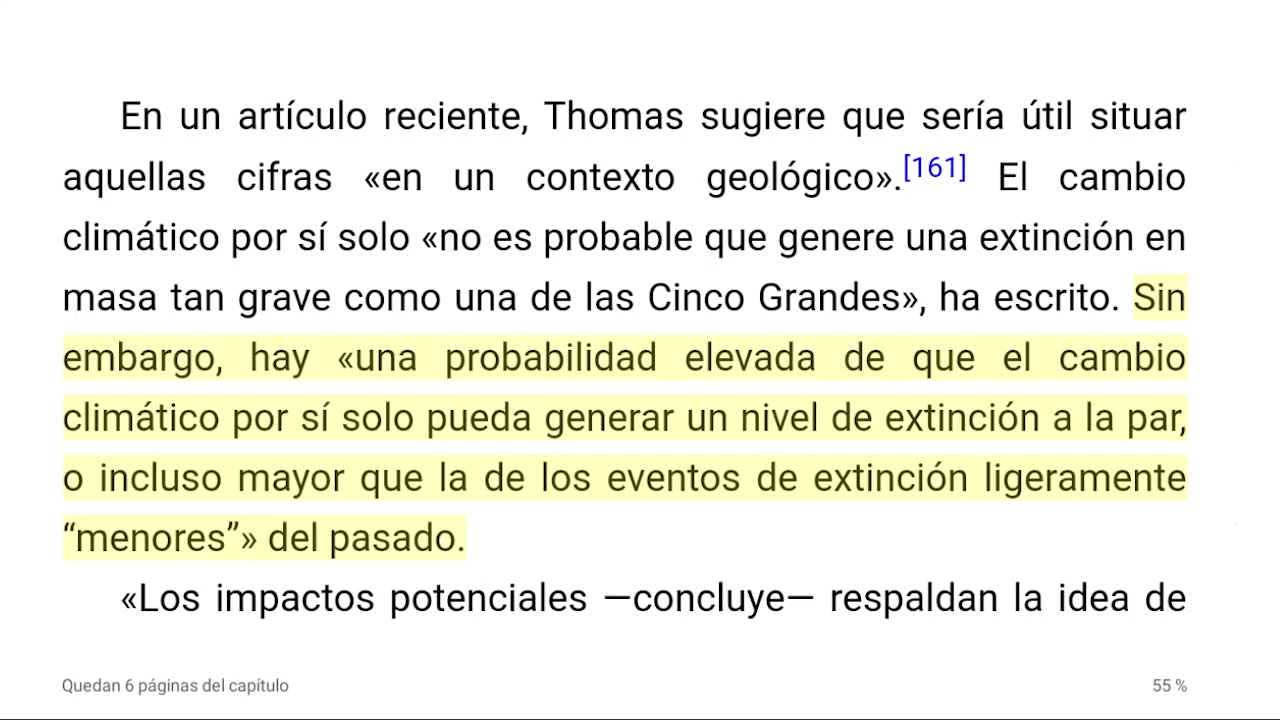 En un artículo reciente, Thomas sugiere que sería útil situar
aquellas cifras «en un contexto geológico».[161] El cambio
climático por sí solo «no es probable que genere una extinción en
masa tan grave como una de las Cinco Grandes», ha escrito. Sin
embargo, hay «una probabilidad elevada de que el cambio
climático por sí solo pueda generar un nivel de extinción a la par,
o incluso mayor que la de los eventos de extinción ligeramente
“menores”» del pasado.
«Los impactos potenciales —concluye— respaldan la idea de
Quedan 6 páginas del capítulo
55 %